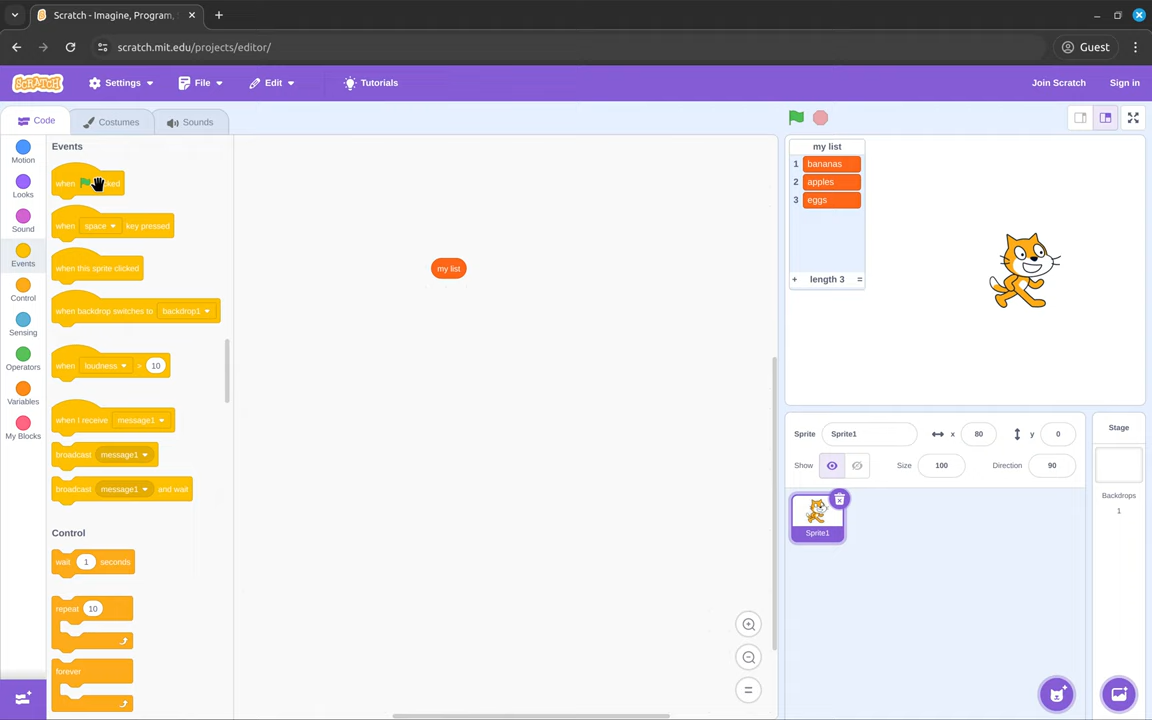 Scratch - Imagine, Program,
scratch.mit.edu/projects/editor/
Guest
SCRATCH
Settings
File
Edit
Tutorials
Join Scratch
Sign in
Code
Costumes
Sounds
Motion
Looks
Sound
Events
Control
Sensing
Operators
Variables
My Blocks
Events
when
when space key pressed
when this sprite clicked
when backdrop switches to backdrop1
when loudness > 10
when I receive message1
broadcast message1
broadcast message1 and wait
Control
wait 1 seconds
repeat 10
forever
my list
my list
1 bananas
2 apples
3 eggs
+ length 3 =
Sprite Sprite1 x 80 y 0
Show Size 100 Direction 90
Sprite1
Stage
Backdrops
1